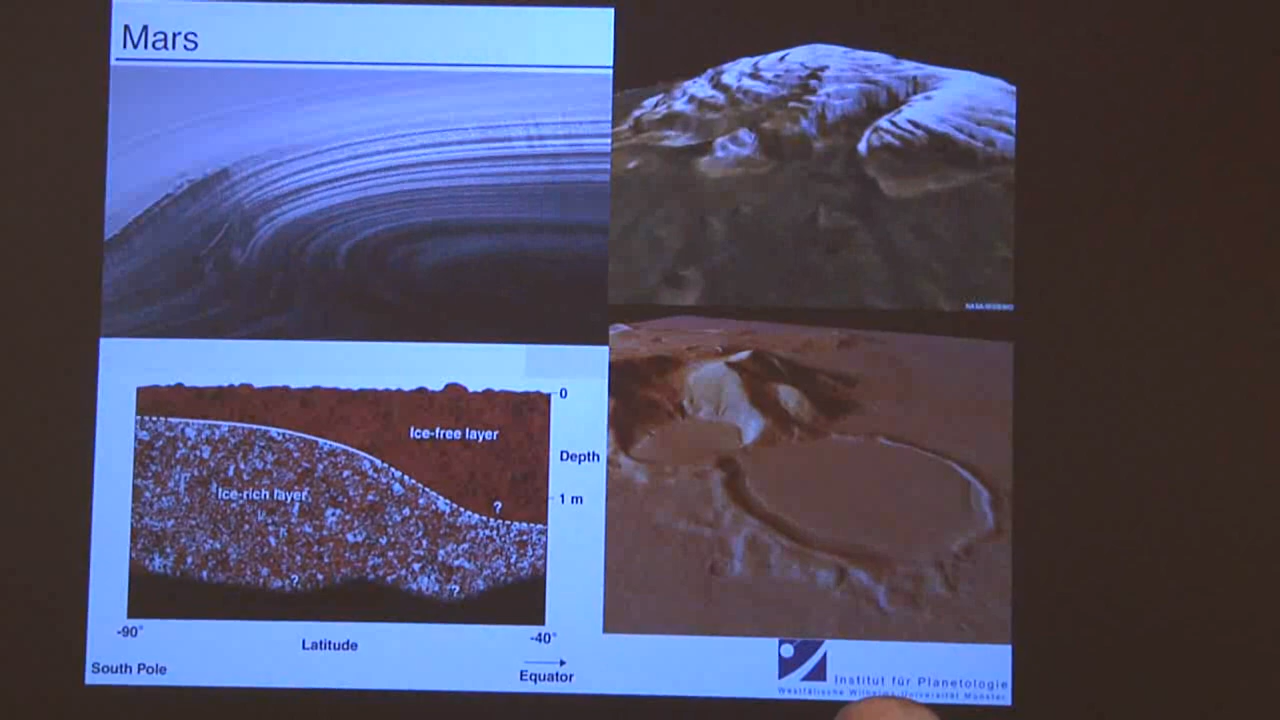 Mars
0
Ice-free layer
Depth
Ice-rich layer
?
1 m
?
?
-90°
-40°
Latitude
South Pole
Equator
Institut für Planetologie
Westfälische Wilhelms-Universität Münster